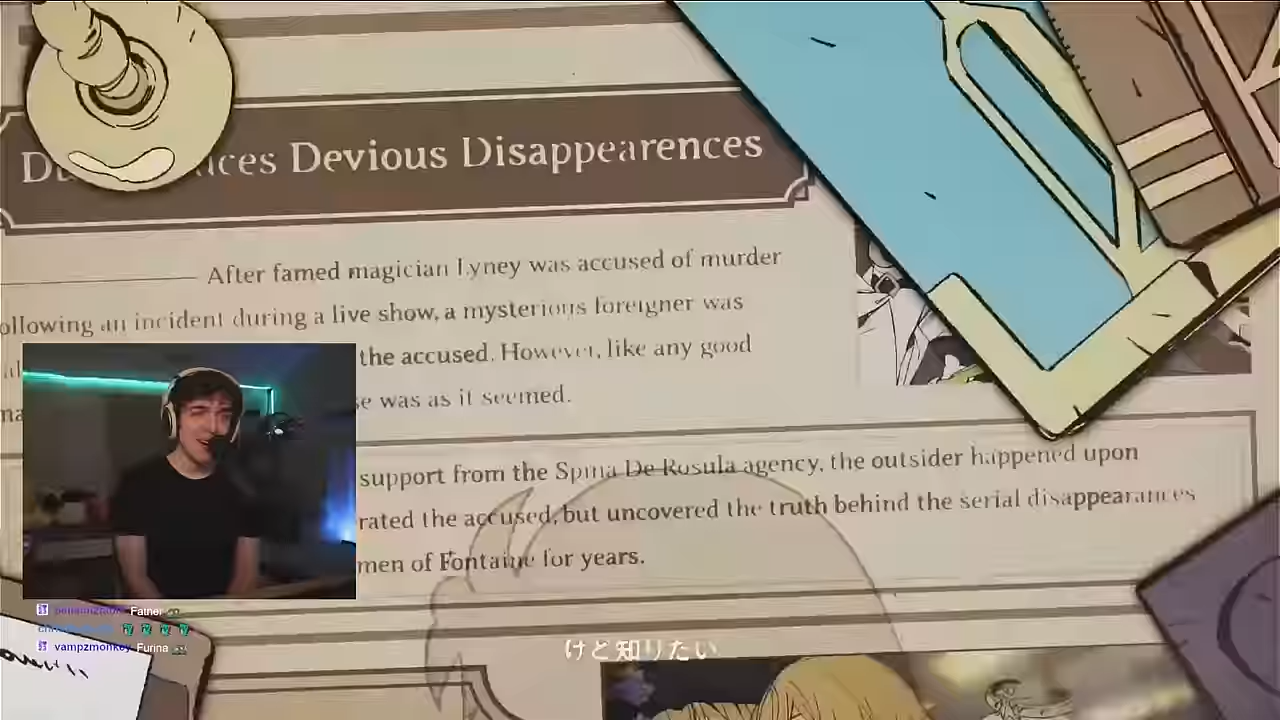 Devious Disappearences
After famed magician Lyney was accused of murder
ollowing an incident during a live show, a mysterious foreigner was
the accused. However, like any good
se was as it seemed.
support from the Spina De Rosula agency, the outsider happened upon
rated the accused, but uncovered the truth behind the serial disappearances
men of Fontaine for years.
Father
vampzmonkey Furina
けど知りたい